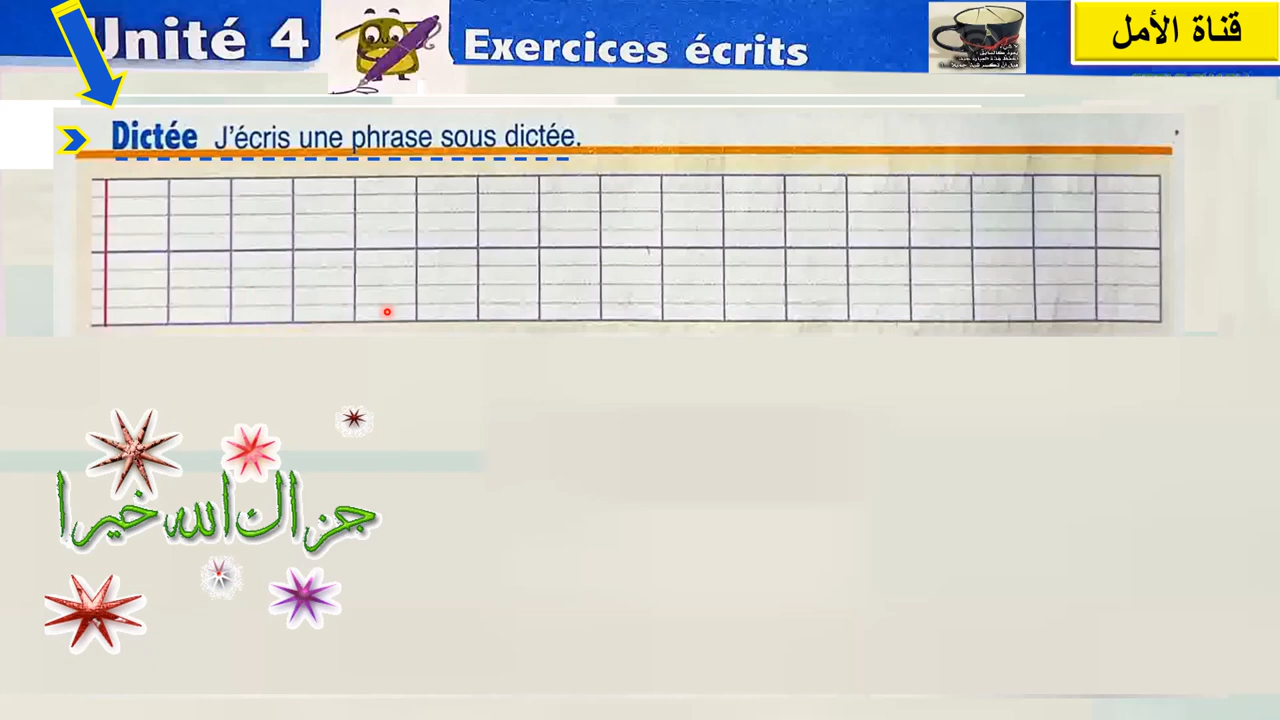 Unité 4
Exercices écrits
قناة الأمل
Dictée J'écris une phrase sous dictée.
جزاك الله خيرا